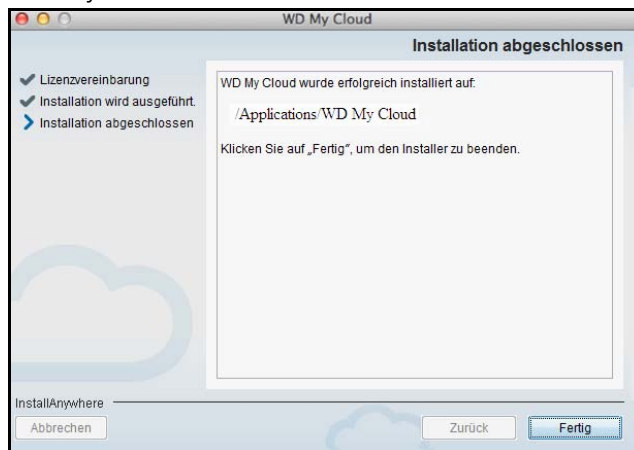 WD My Cloud
Installation abgeschlossen
Lizenzvereinbarung
Installation wird ausgeführt.
Installation abgeschlossen
WD My Cloud wurde erfolgreich installiert auf:
/Applications/WD My Cloud
Klicken Sie auf „Fertig", um den Installer zu beenden.
InstallAnywhere
Abbrechen
Zurück
Fertig